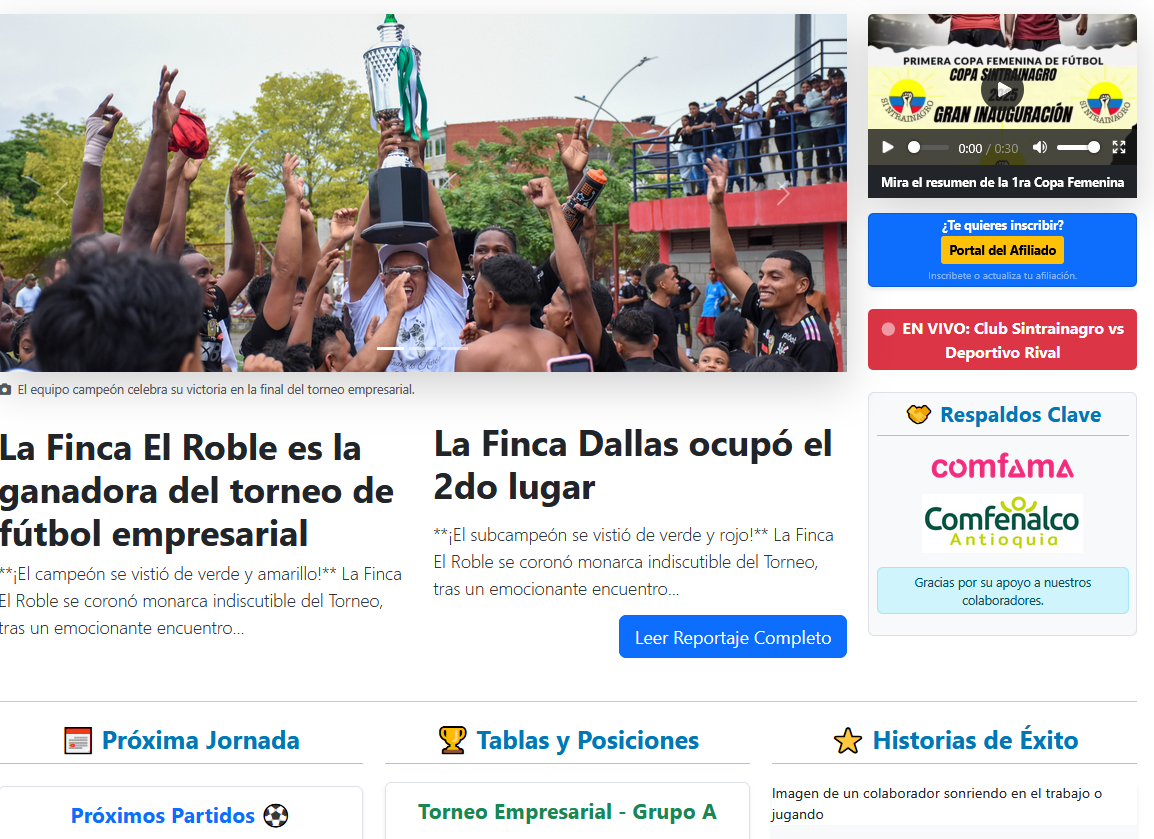 El equipo campeón celebra su victoria en la final del torneo empresarial.
La Finca El Roble es la
ganadora del torneo de
fútbol empresarial
**¡El campeón se vistió de verde y amarillo!** La Finca
El Roble se coronó monarca indiscutible del Torneo,
tras un emocionante encuentro...
La Finca Dallas ocupó el
2do lugar
**¡El subcampeón se vistió de verde y rojo!** La Finca
El Roble se coronó monarca indiscutible del Torneo,
tras un emocionante encuentro...
Leer Reportaje Completo
PRIMERA COPA FEMENINA DE FÚTBOL
COPA SINTRAINAGRO
2025
GRAN INAUGURACIÓN
SINTRAINAGRO
SINTRAINAGRO
0:00 / 0:30
Mira el resumen de la 1ra Copa Femenina
¿Te quieres inscribir?
Portal del Afiliado
Inscribete o actualiza tu afiliación.
EN VIVO: Club Sintrainagro vs
Deportivo Rival
Respaldos Clave
comfama
Comfenalco
Antioquia
Gracias por su apoyo a nuestros
colaboradores.
Próxima Jornada
Próximos Partidos
Tablas y Posiciones
Torneo Empresarial - Grupo A
Historias de Éxito
Imagen de un colaborador sonriendo en el trabajo o
jugando